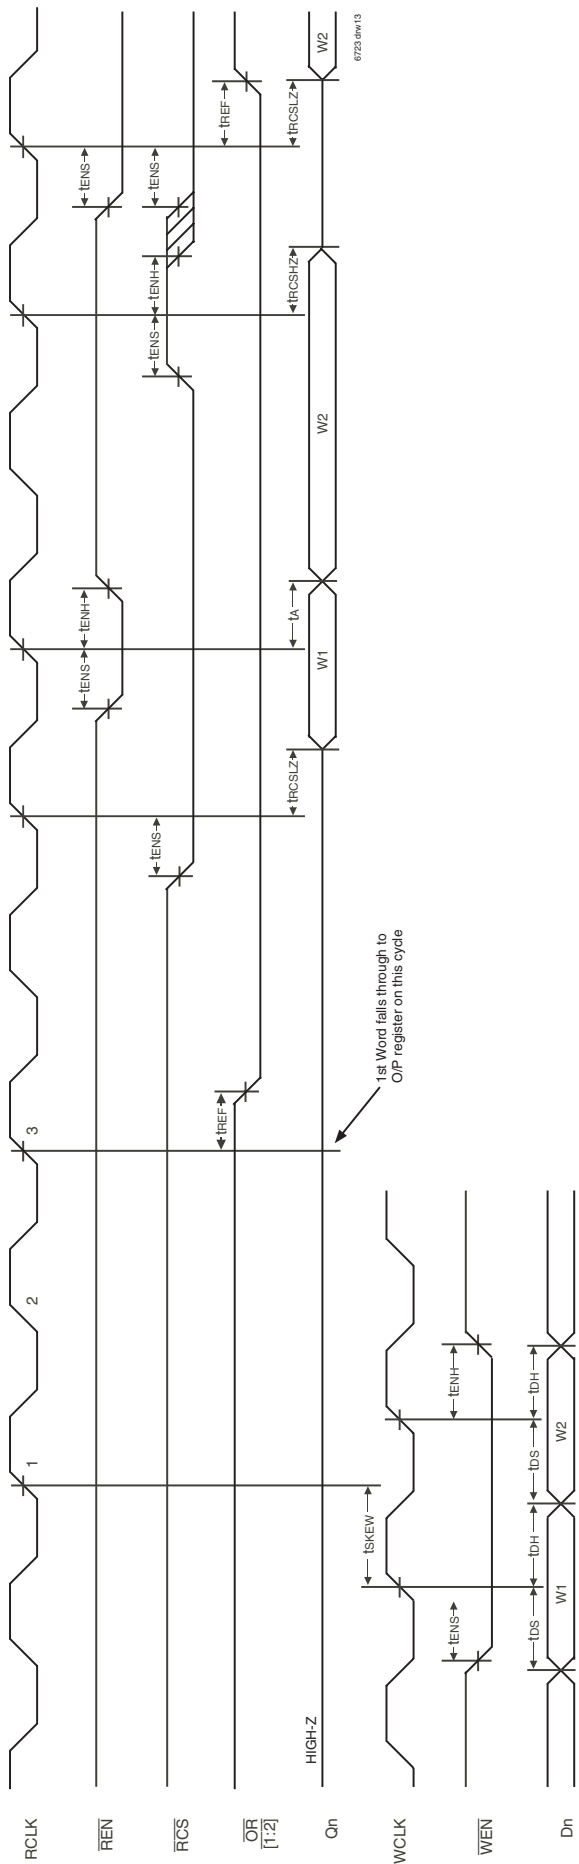 RCLK
1
2
3
REN
tENS
tENH
tENS
RCS
tENS
tENS
tENH
tENS
OR
[1:2]
tREF
tREF
Qn
HIGH-Z
tRCSLZ
W1
tA
W2
tRCSHZ
tRCSLZ
W2
6723 drw13
1st Word falls through to
O/P register on this cycle
tSKEW
WCLK
WEN
tENS
tENH
tDS
tDH
tDS
tDH
Dn
W1
W2